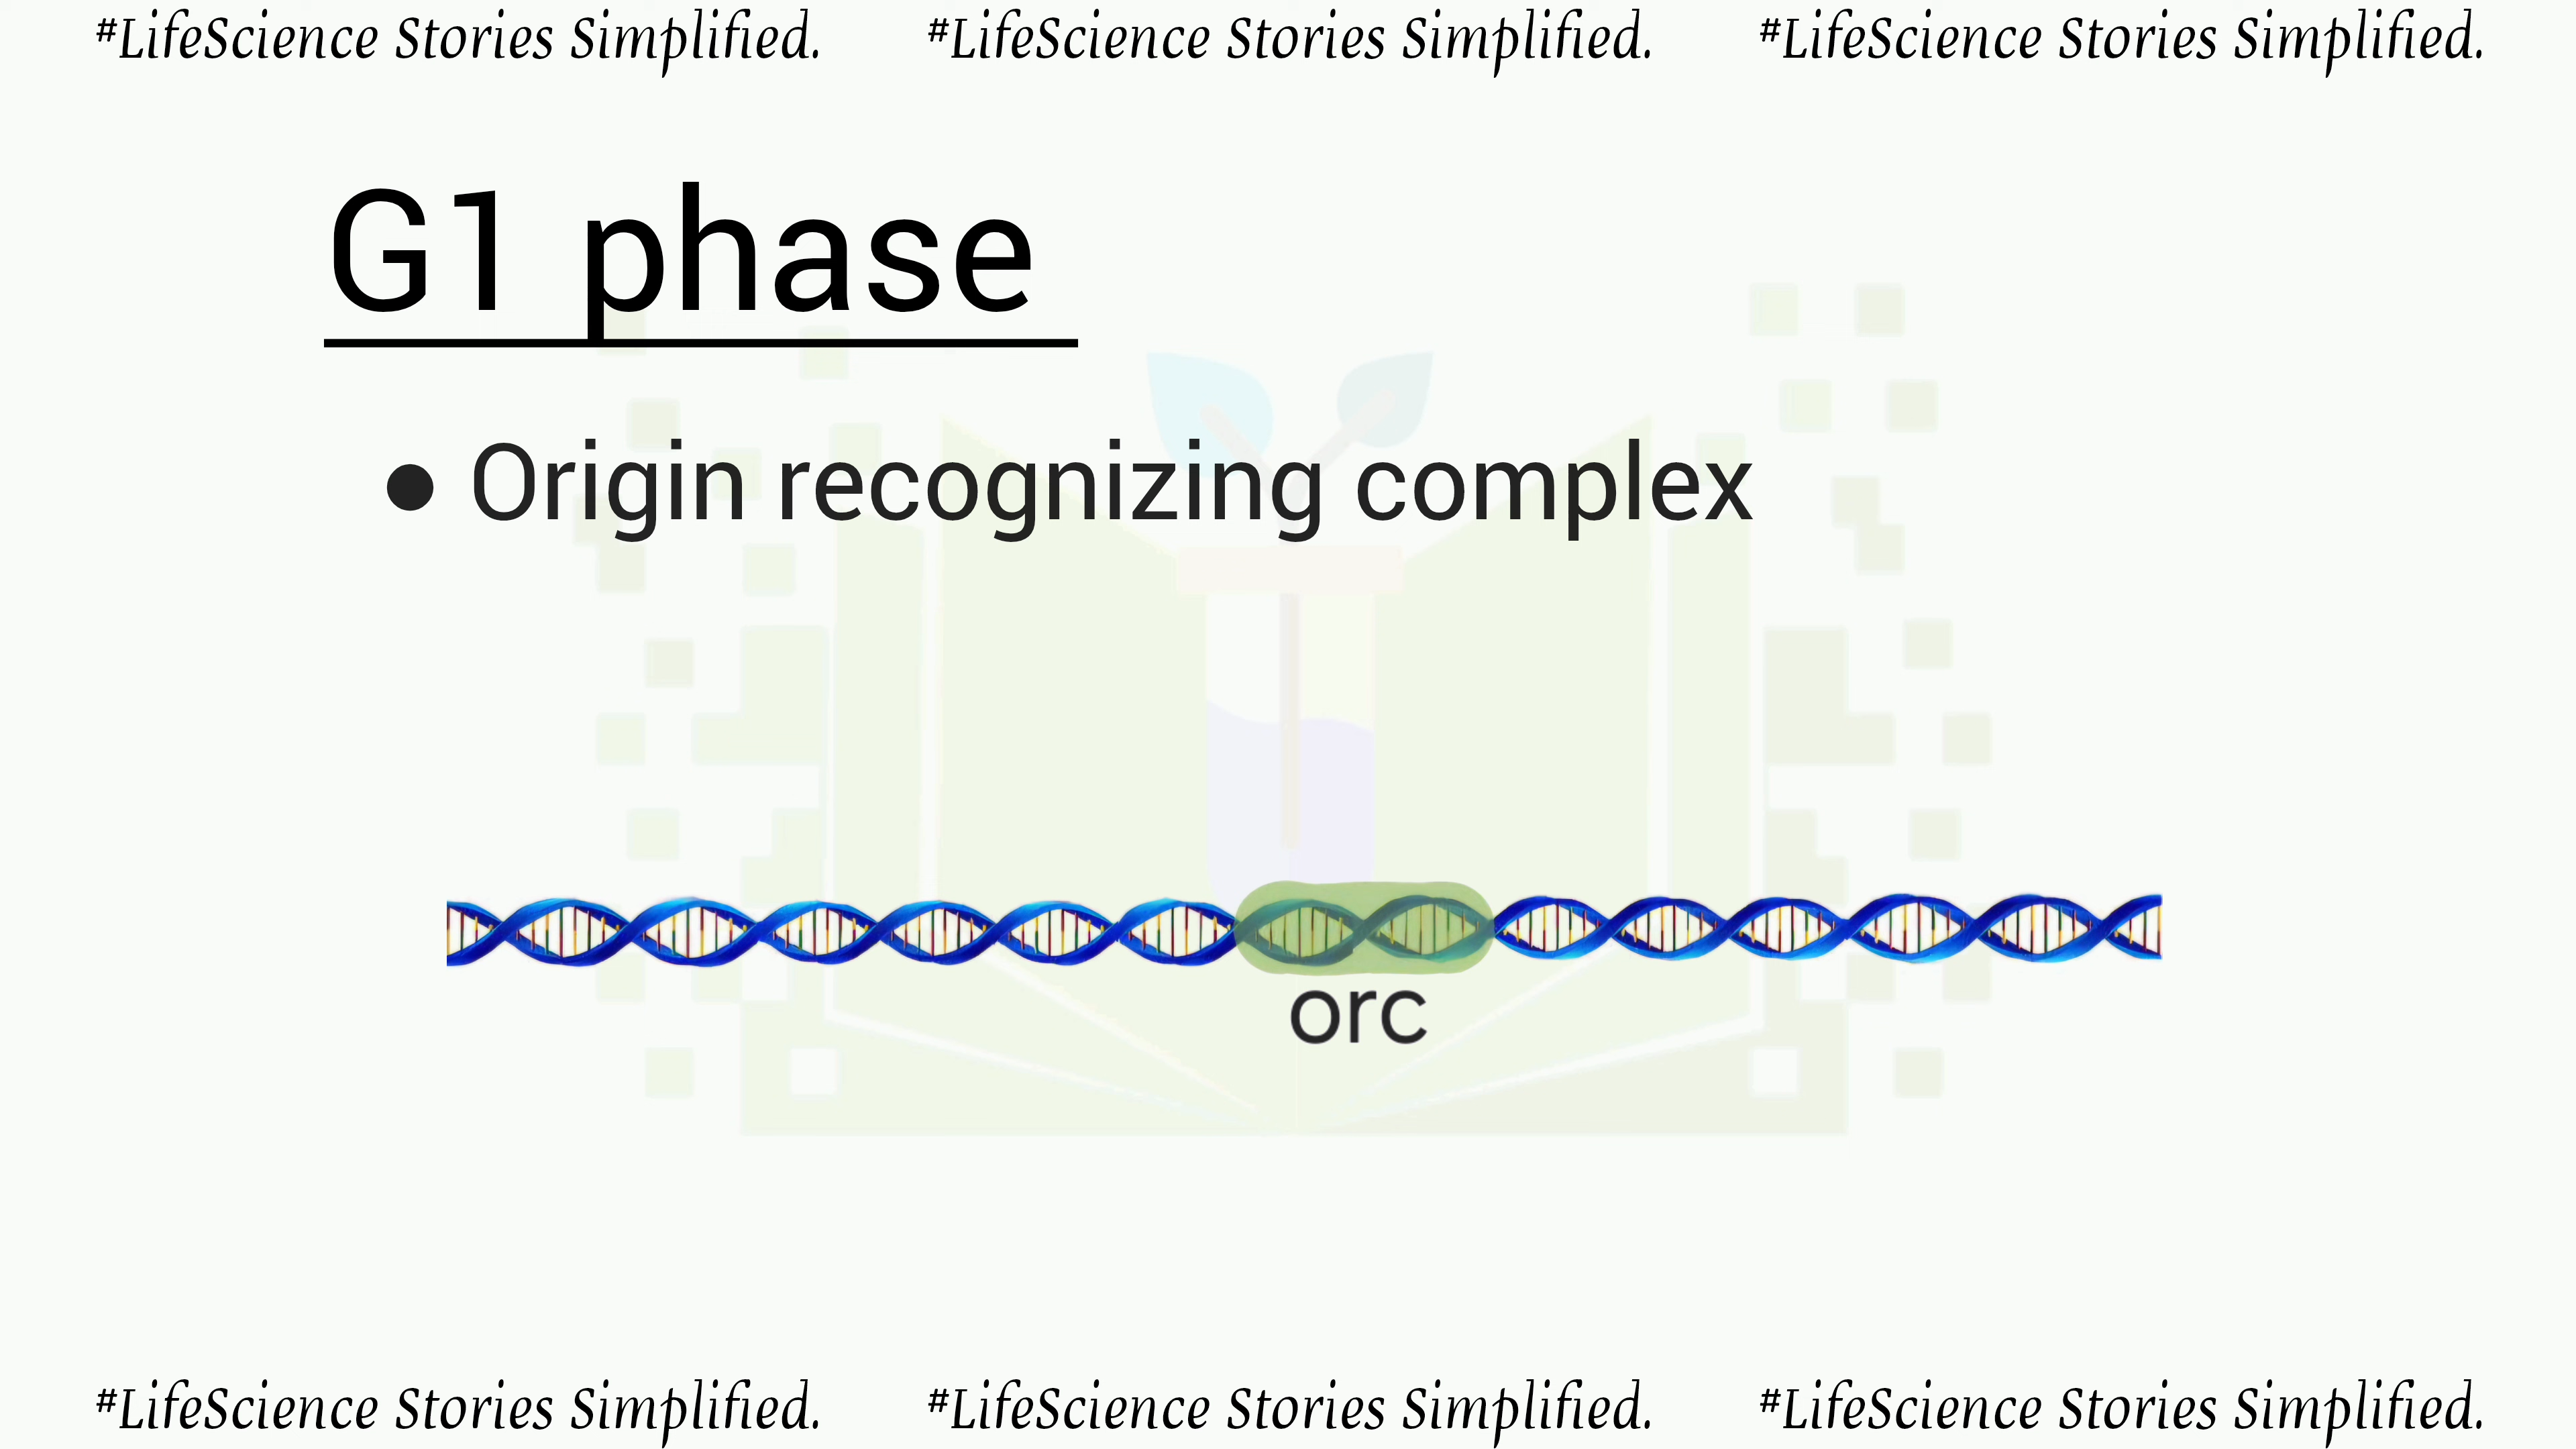 #LifeScience Stories Simplified. #LifeScience Stories Simplified. #LifeScience Stories Simplified.
G1 phase
● Origin recognizing complex
orc
#LifeScience Stories Simplified. #LifeScience Stories Simplified. #LifeScience Stories Simplified.